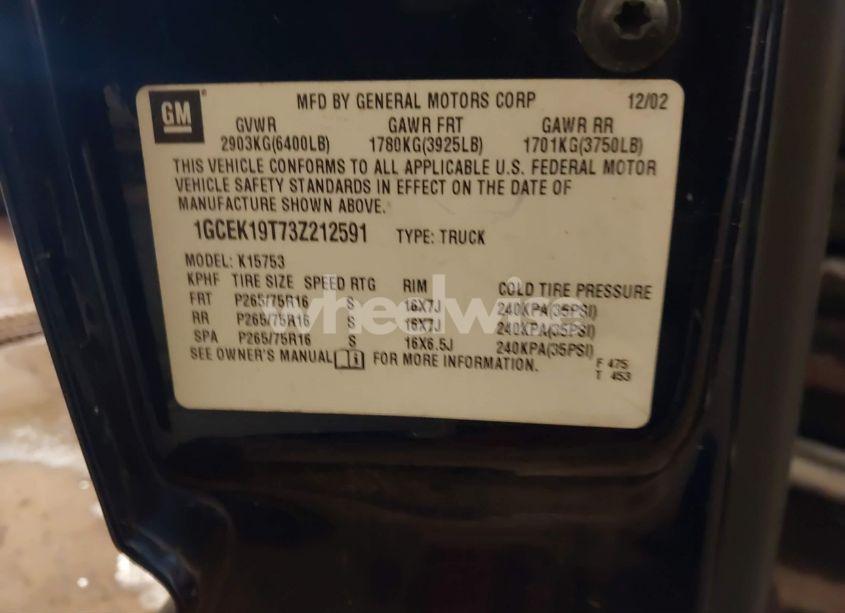 GM
MFD BY GENERAL MOTORS CORP 12/02
GVWR GAWR FRT GAWR RR
2903KG(6400LB) 1780KG(3925LB) 1701KG(3750LB)
THIS VEHICLE CONFORMS TO ALL APPLICABLE U.S. FEDERAL MOTOR
VEHICLE SAFETY STANDARDS IN EFFECT ON THE DATE OF
MANUFACTURE SHOWN ABOVE.
1GCEK19T73Z212591 TYPE: TRUCK
MODEL: K15753
KPHF TIRE SIZE SPEED RTG RIM COLD TIRE PRESSURE
FRT P265/75R16 S 16X7J 240KPA(35PSI)
RR P265/75R16 S 16X7J 240KPA(35PSI)
SPA P265/75R16 S 16X6.5J 240KPA(35PSI)
SEE OWNER'S MANUAL FOR MORE INFORMATION.
F 475
T 453